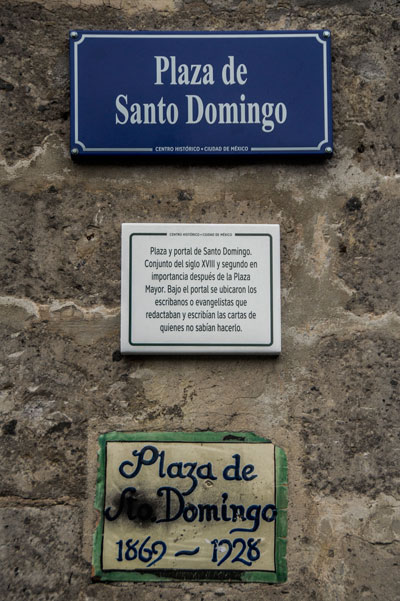 Plaza de
Santo Domingo
CENTRO HISTÓRICO • CIUDAD DE MÉXICO
CENTRO HISTÓRICO • CIUDAD DE MÉXICO
Plaza y portal de Santo Domingo.
Conjunto del siglo XVIII y segundo en
importancia después de la Plaza
Mayor. Bajo el portal se ubicaron los
escribanos o evangelistas que
redactaban y escribían las cartas de
quienes no sabían hacerlo.
Plaza de
Sto. Domingo
1869 ~ 1928